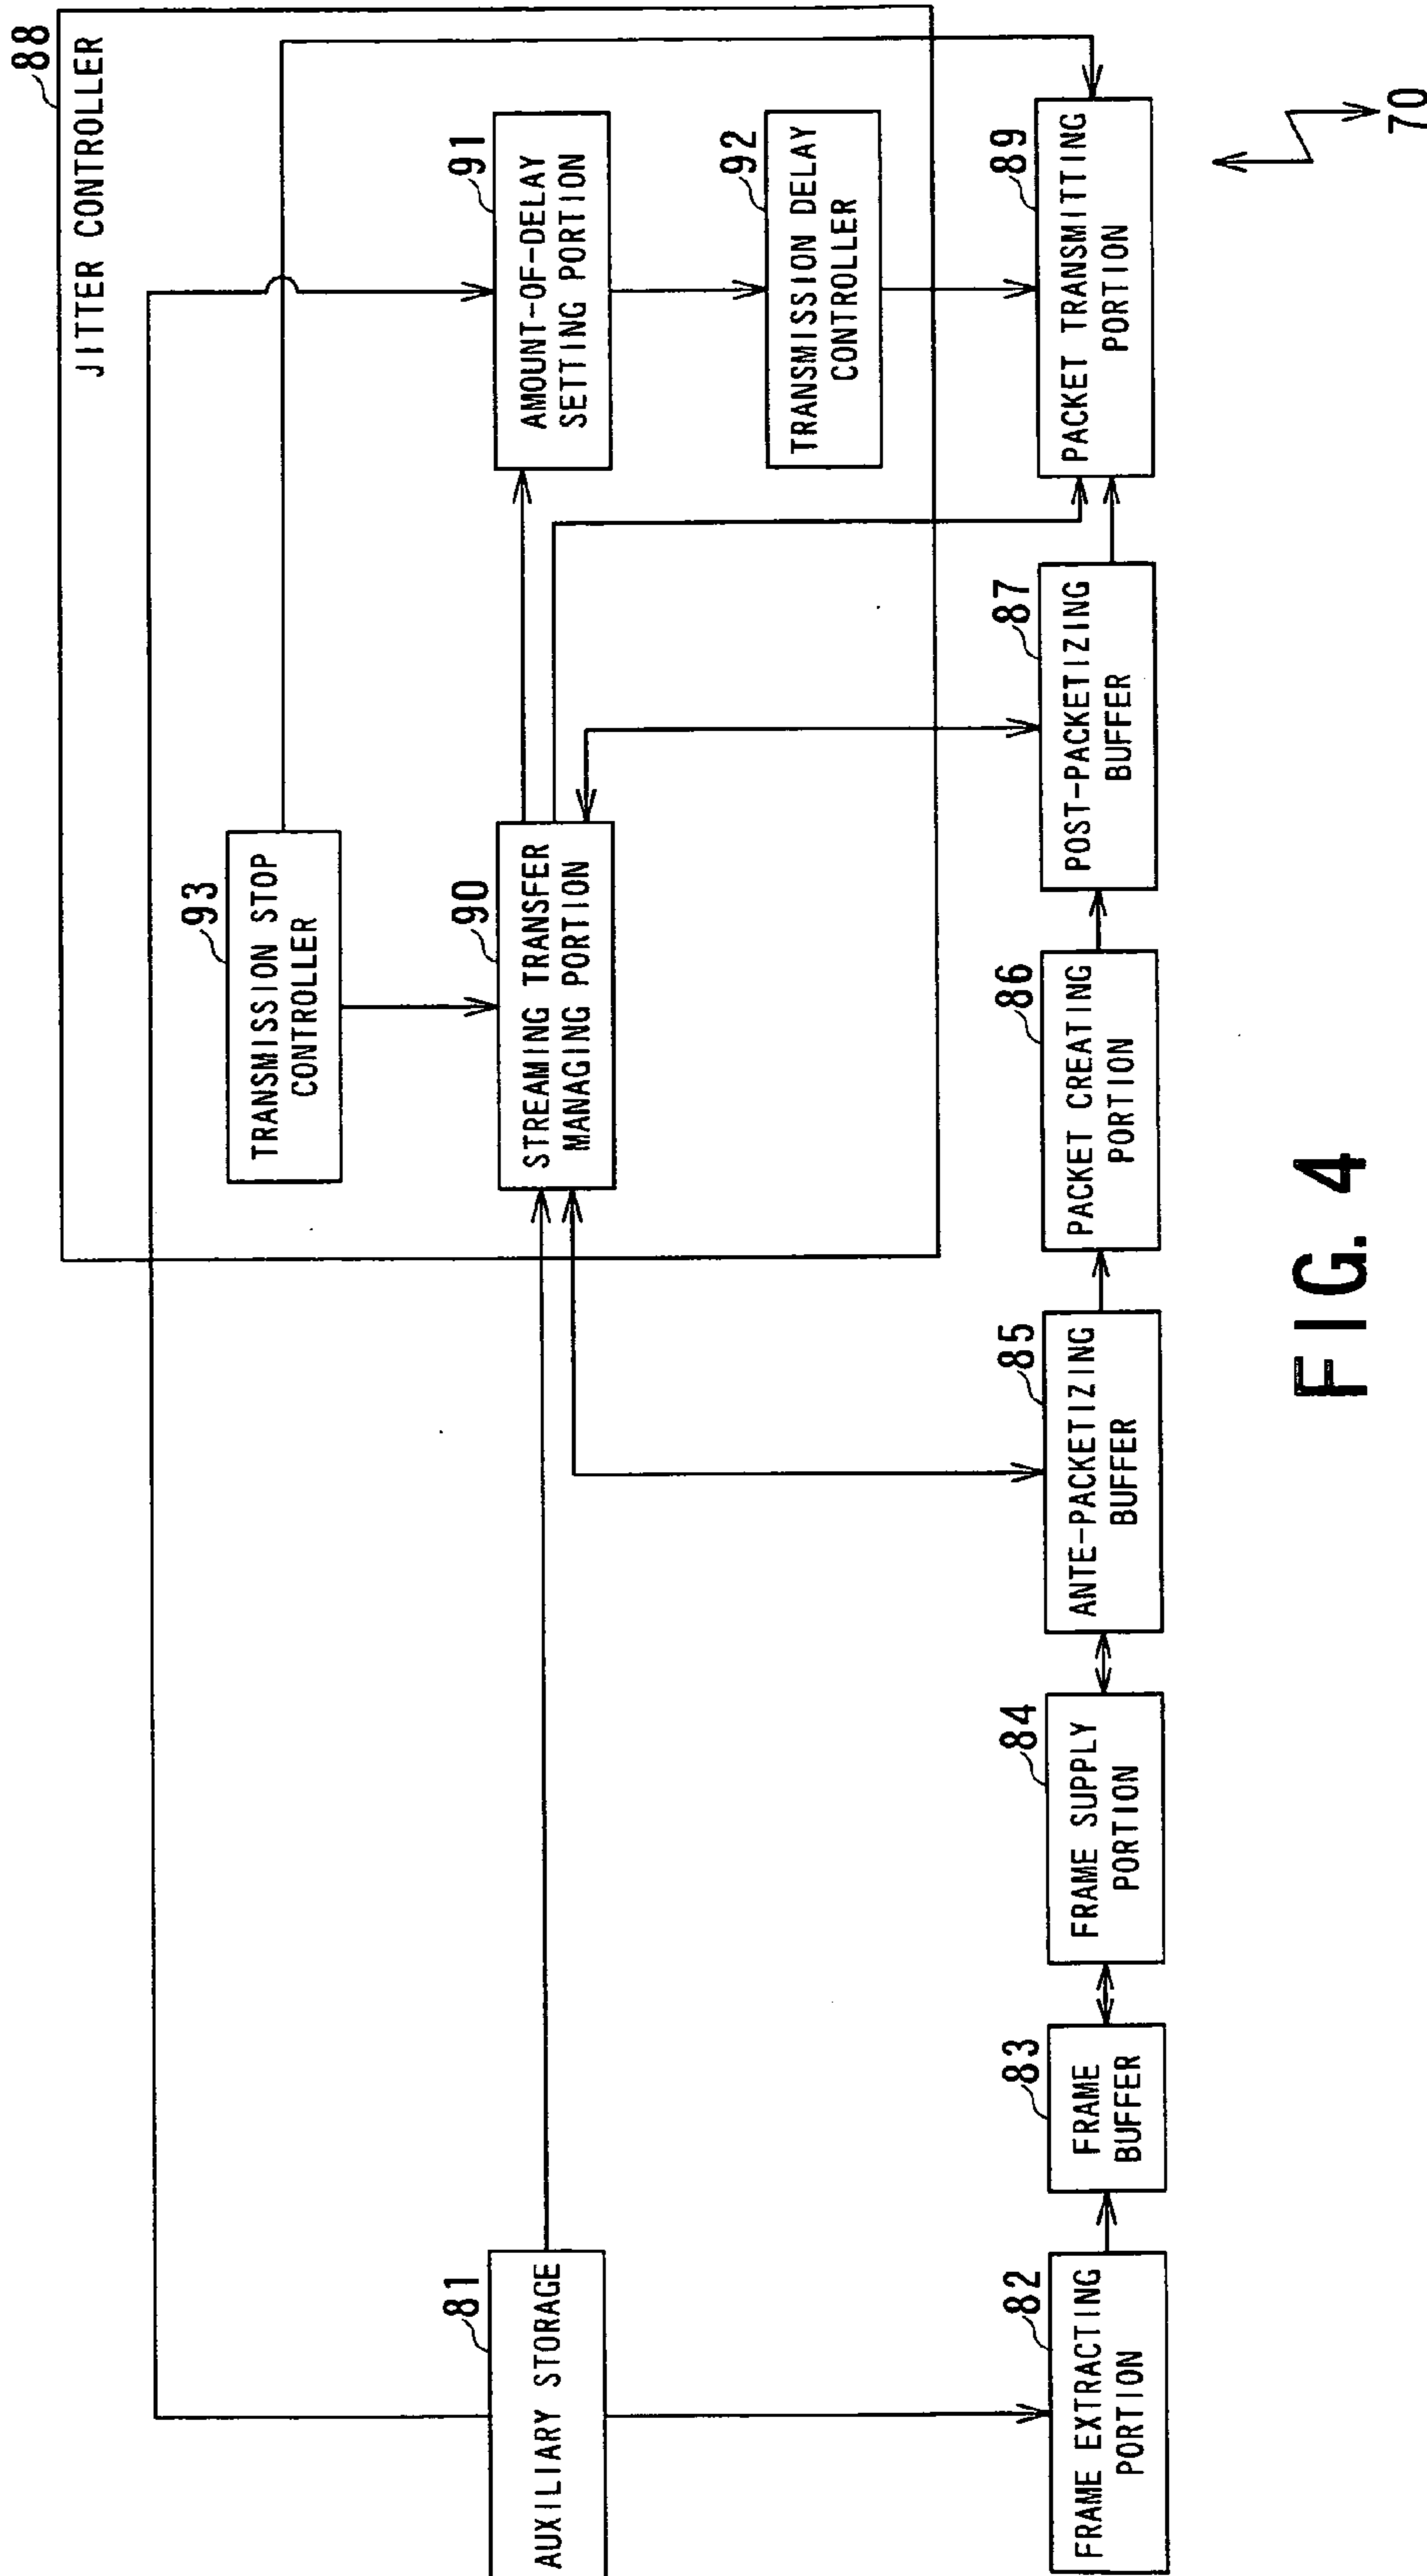 88
JITTER CONTROLLER
93
TRANSMISSION STOP
CONTROLLER
81
AUXILIARY STORAGE
90
STREAMING TRANSFER
MANAGING PORTION
91
AMOUNT-OF-DELAY
SETTING PORTION
92
TRANSMISSION DELAY
CONTROLLER
82
FRAME EXTRACTING
PORTION
83
FRAME
BUFFER
84
FRAME SUPPLY
PORTION
85
ANTE-PACKETIZING
BUFFER
86
PACKET CREATING
PORTION
87
POST-PACKETIZING
BUFFER
89
PACKET TRANSMITTING
PORTION
70
FIG. 4